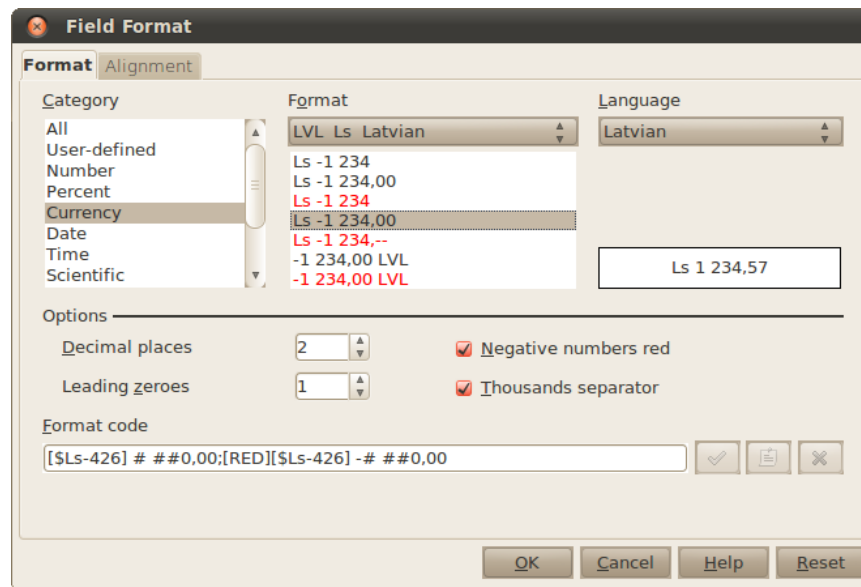 Field Format
Format Alignment
Category
All
User-defined
Number
Percent
Currency
Date
Time
Scientific
Format
LVL Ls Latvian
Ls -1 234
Ls -1 234,00
Ls -1 234
Ls -1 234,00
Ls -1 234,--
-1 234,00 LVL
-1 234,00 LVL
Language
Latvian
Ls 1 234,57
Options
Decimal places 2
Negative numbers red
Leading zeroes 1
Thousands separator
Format code
[$Ls-426] # ##0,00;[RED][$Ls-426] -# ##0,00
OK Cancel Help Reset